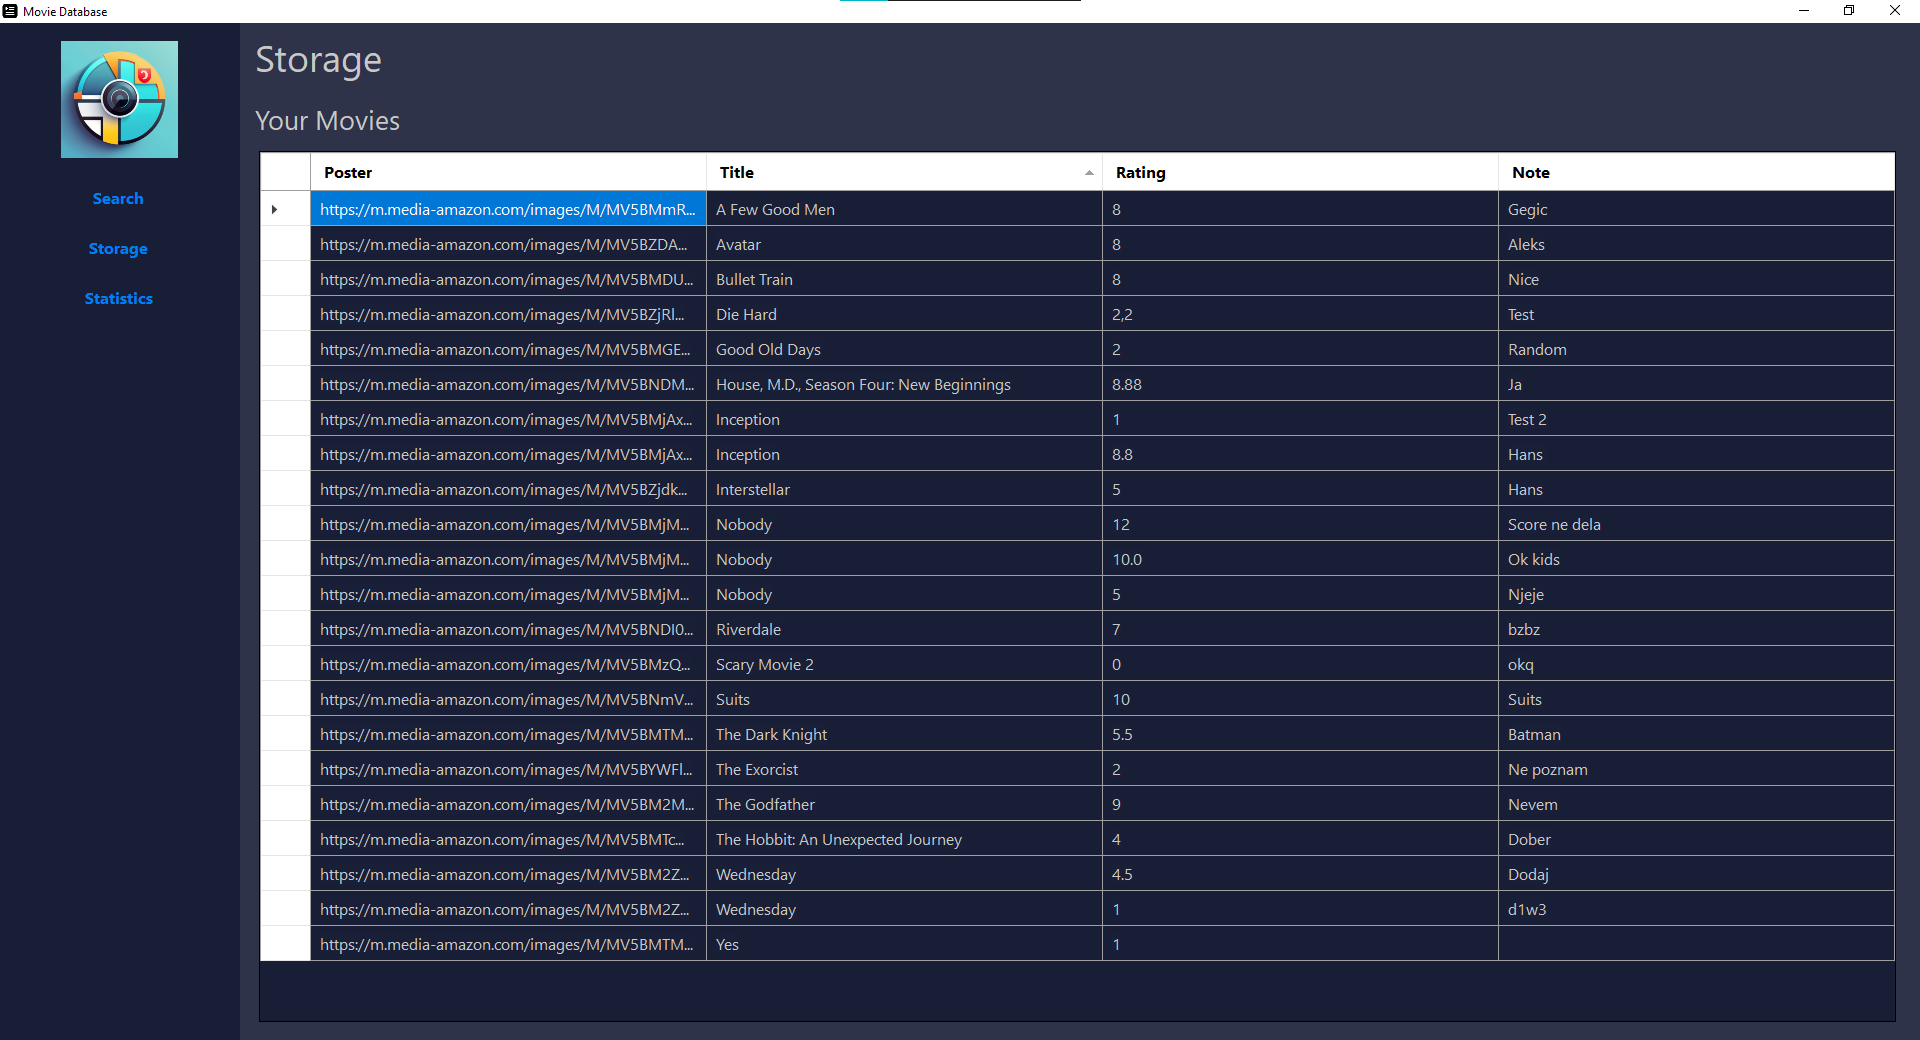 Movie Database
Storage
Your Movies
Search
Storage
Statistics
Poster Title Rating Note
https://m.media-amazon.com/images/M/MV5BMmR... A Few Good Men 8 Gegic
https://m.media-amazon.com/images/M/MV5BZDA... Avatar 8 Aleks
https://m.media-amazon.com/images/M/MV5BMDU... Bullet Train 8 Nice
https://m.media-amazon.com/images/M/MV5BZjRl... Die Hard 2,2 Test
https://m.media-amazon.com/images/M/MV5BMGE... Good Old Days 2 Random
https://m.media-amazon.com/images/M/MV5BNDM... House, M.D., Season Four: New Beginnings 8.88 Ja
https://m.media-amazon.com/images/M/MV5BMjAx... Inception 1 Test 2
https://m.media-amazon.com/images/M/MV5BMjAx... Inception 8.8 Hans
https://m.media-amazon.com/images/M/MV5BZjdk... Interstellar 5 Hans
https://m.media-amazon.com/images/M/MV5BMjM... Nobody 12 Score ne dela
https://m.media-amazon.com/images/M/MV5BMjM... Nobody 10.0 Ok kids
https://m.media-amazon.com/images/M/MV5BMjM... Nobody 5 Njeje
https://m.media-amazon.com/images/M/MV5BNDI0... Riverdale 7 bzbz
https://m.media-amazon.com/images/M/MV5BMzQ... Scary Movie 2 0 okq
https://m.media-amazon.com/images/M/MV5BNmV... Suits 10 Suits
https://m.media-amazon.com/images/M/MV5BMTM... The Dark Knight 5.5 Batman
https://m.media-amazon.com/images/M/MV5BYWFl... The Exorcist 2 Ne poznam
https://m.media-amazon.com/images/M/MV5BM2M... The Godfather 9 Nevem
https://m.media-amazon.com/images/M/MV5BMTc... The Hobbit: An Unexpected Journey 4 Dober
https://m.media-amazon.com/images/M/MV5BM2Z... Wednesday 4.5 Dodaj
https://m.media-amazon.com/images/M/MV5BM2Z... Wednesday 1 d1w3
https://m.media-amazon.com/images/M/MV5BMTM... Yes 1